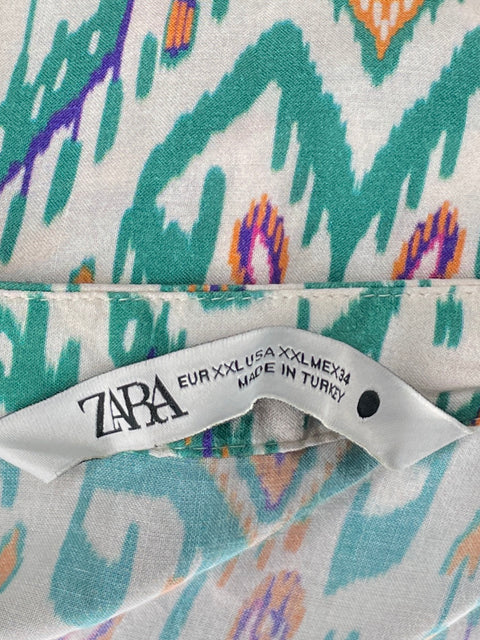 ZARA
EUR XXL USA XXL MEX 34
MADE IN TURKEY